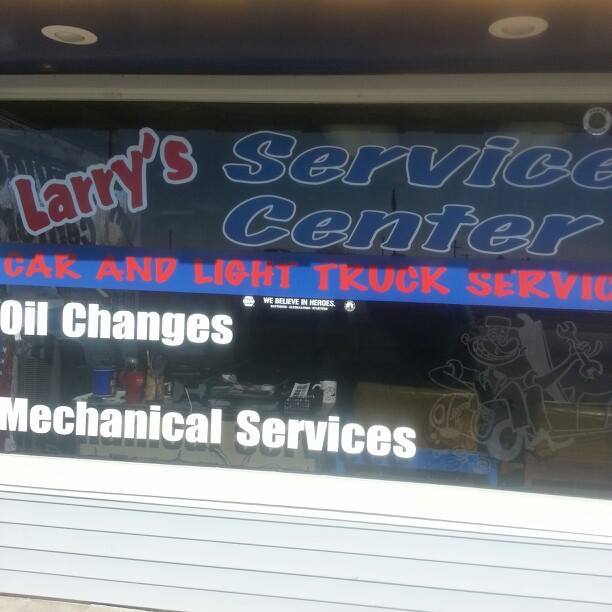 Larry's Service
Center
CAR AND LIGHT TRUCK SERVIC
WE BELIEVE IN HEROES.
Oil Changes
Mechanical Services